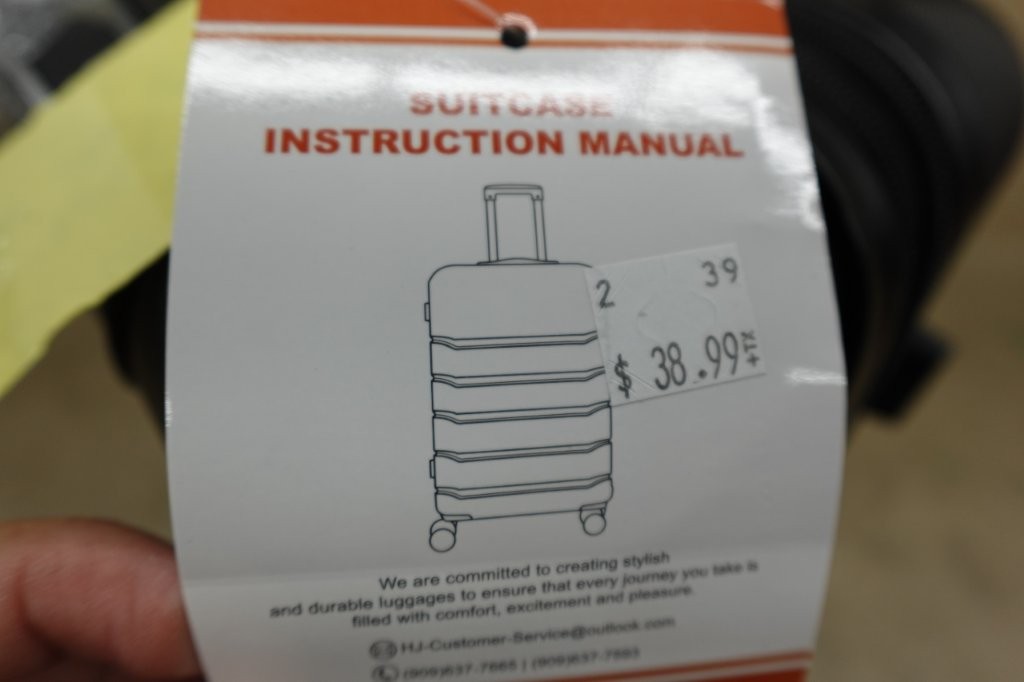 SUITCASE
INSTRUCTION MANUAL
2 39
$ 38.99 +TX
We are committed to creating stylish
and durable luggages to ensure that every journey you take is
filled with comfort, excitement and pleasure.
HJ-Customer-Service@outlook.com